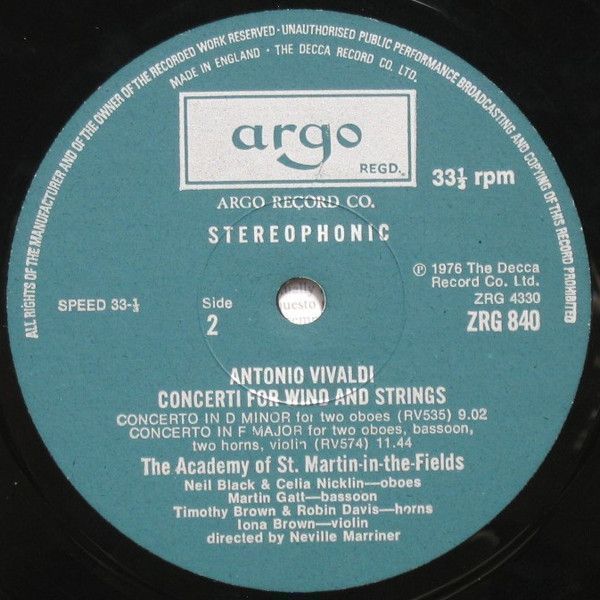 ALL RIGHTS OF THE MANUFACTURER AND OF THE OWNER OF THE RECORDED WORK RESERVED · UNAUTHORISED PUBLIC PERFORMANCE BROADCASTING AND COPYING OF THIS RECORD PROHIBITED
MADE IN ENGLAND · THE DECCA RECORD CO. LTD.
argo
REGD.
33⅓ rpm
ARGO RECORD CO.
STEREOPHONIC
℗ 1976 The Decca
Record Co. Ltd.
ZRG 4330
ZRG 840
SPEED 33-⅓
Side
2
questo
ANTONIO VIVALDI
CONCERTI FOR WIND AND STRINGS
CONCERTO IN D MINOR for two oboes (RV535) 9.02
CONCERTO IN F MAJOR for two oboes, bassoon,
two horns, violin (RV574) 11.44
The Academy of St. Martin-in-the-Fields
Neil Black & Celia Nicklin—oboes
Martin Gatt—bassoon
Timothy Brown & Robin Davis—horns
Iona Brown—violin
directed by Neville Marriner